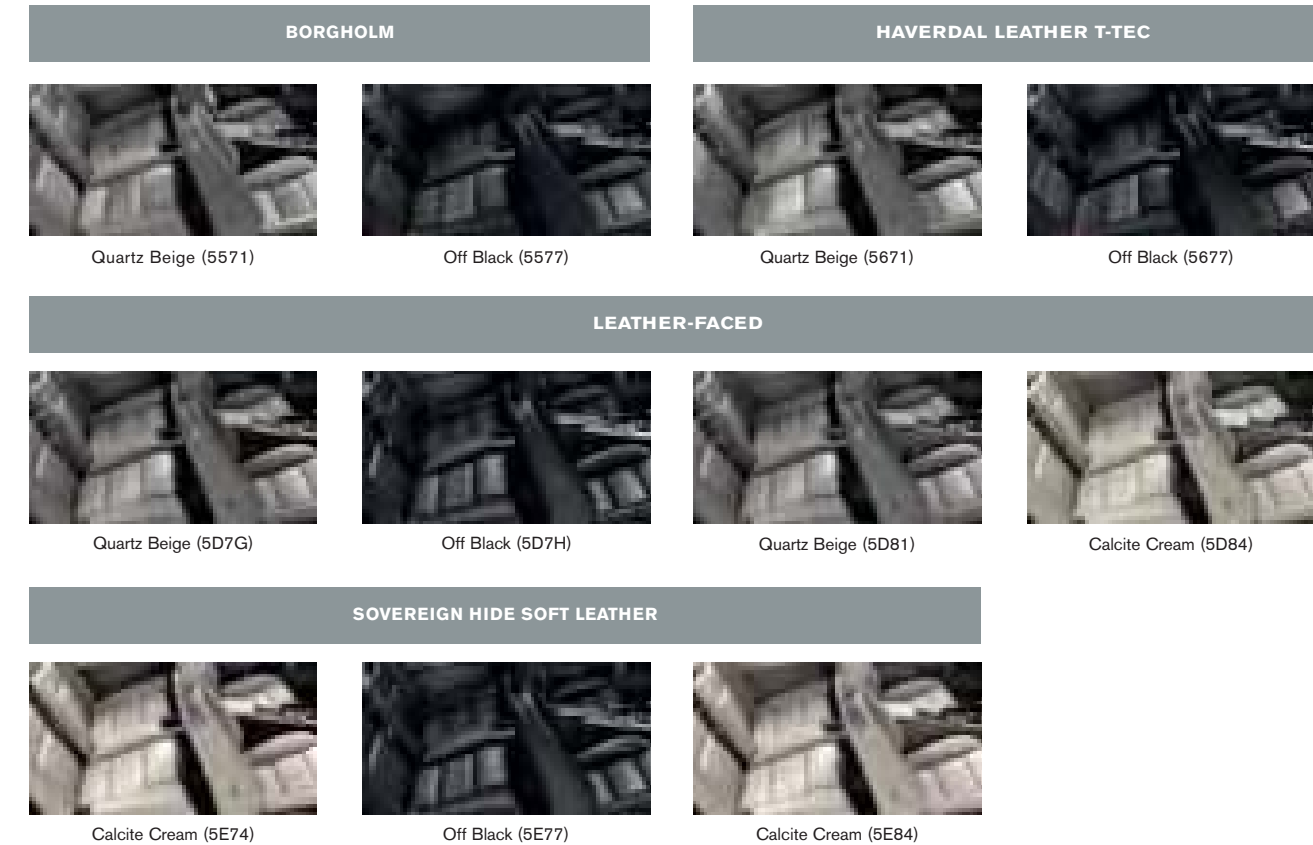 BORGHOLM
HAVERDAL LEATHER T-TEC
Quartz Beige (5571)
Off Black (5577)
Quartz Beige (5671)
Off Black (5677)
LEATHER-FACED
Quartz Beige (5D7G)
Off Black (5D7H)
Quartz Beige (5D81)
Calcite Cream (5D84)
SOVEREIGN HIDE SOFT LEATHER
Calcite Cream (5E74)
Off Black (5E77)
Calcite Cream (5E84)